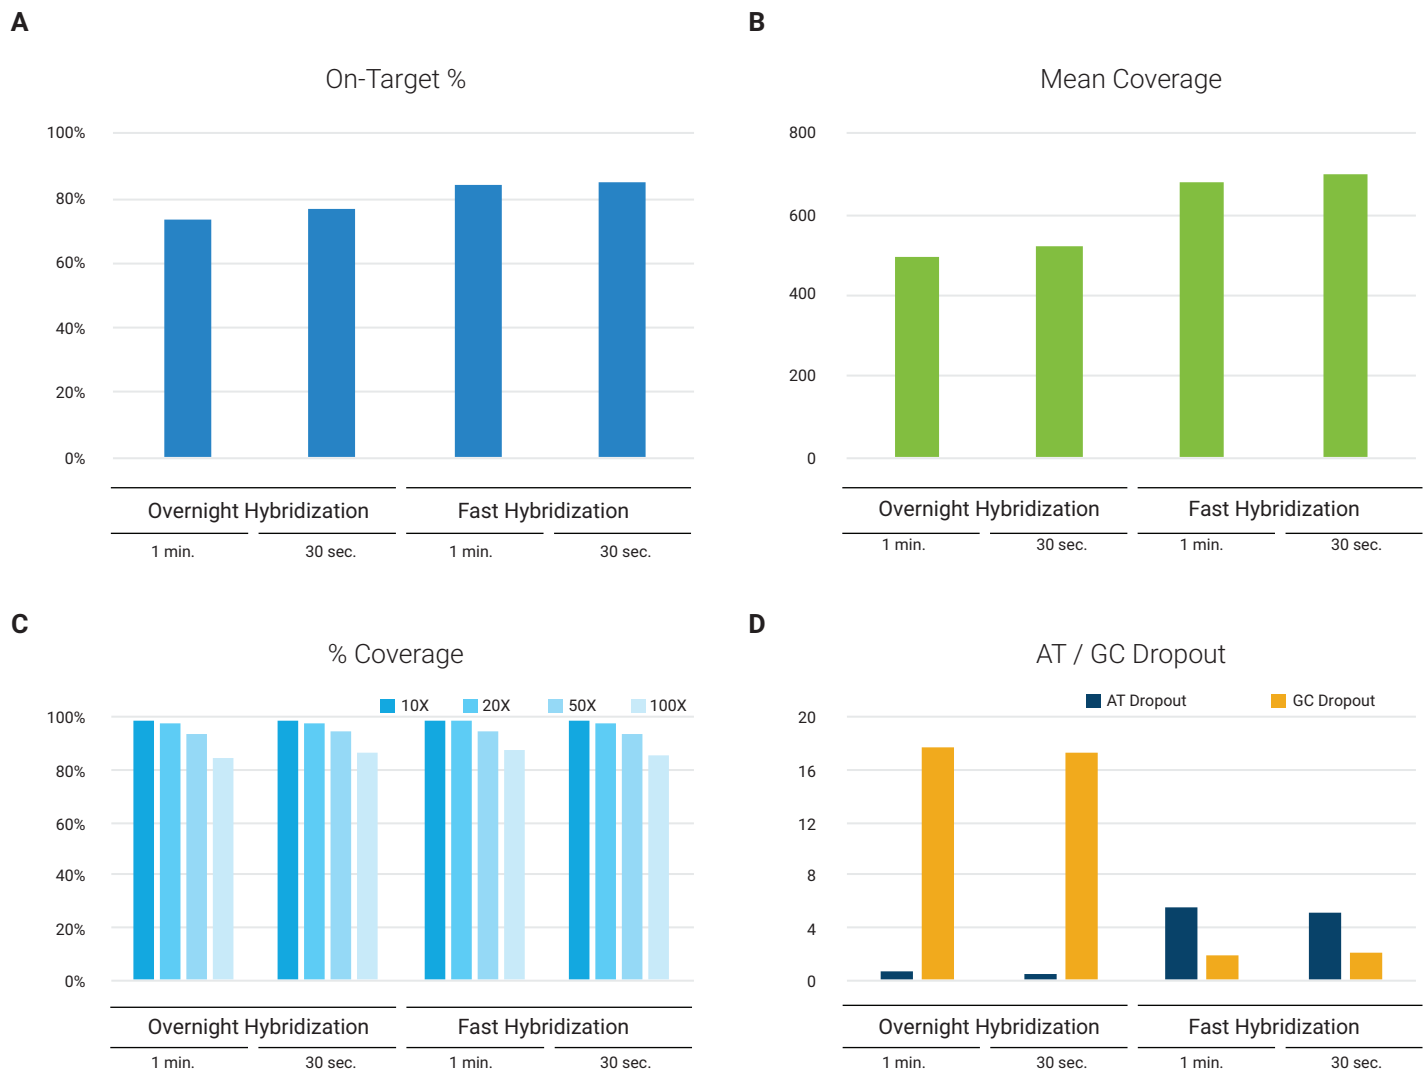 A
On-Target %
100%
80%
60%
40%
20%
0%
Overnight Hybridization
Fast Hybridization
1 min.
30 sec.
1 min.
30 sec.
B
Mean Coverage
800
600
400
200
0
Overnight Hybridization
Fast Hybridization
1 min.
30 sec.
1 min.
30 sec.
C
% Coverage
10X
20X
50X
100X
100%
80%
60%
40%
20%
0%
Overnight Hybridization
Fast Hybridization
1 min.
30 sec.
1 min.
30 sec.
D
AT / GC Dropout
AT Dropout
GC Dropout
20
16
12
8
4
0
Overnight Hybridization
Fast Hybridization
1 min.
30 sec.
1 min.
30 sec.